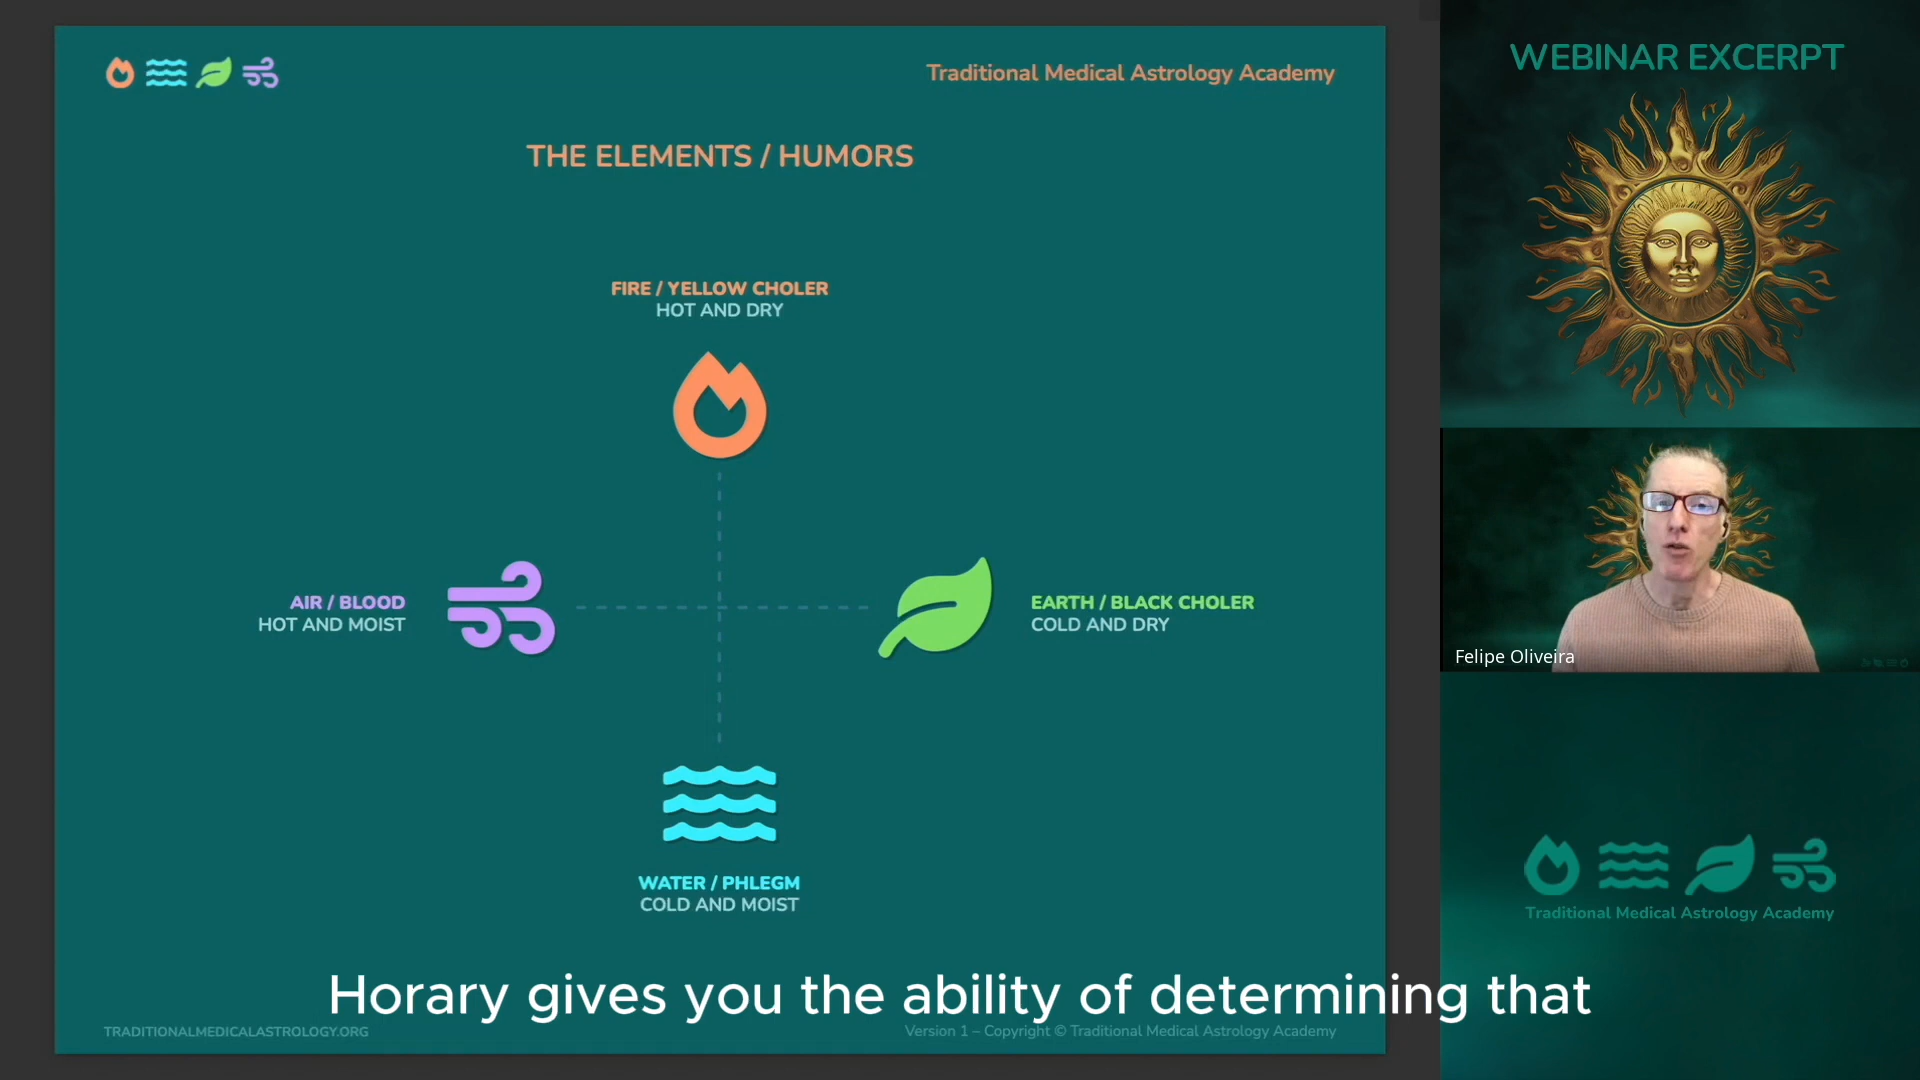 Traditional Medical Astrology Academy
THE ELEMENTS / HUMORS
FIRE / YELLOW CHOLER
HOT AND DRY
AIR / BLOOD
HOT AND MOIST
EARTH / BLACK CHOLER
COLD AND DRY
WATER / PHLEGM
COLD AND MOIST
Horary gives you the ability of determining that
TRADITIONALMEDICALASTROLOGY.ORG
Version 1 – Copyright © Traditional Medical Astrology Academy
WEBINAR EXCERPT
Felipe Oliveira
Traditional Medical Astrology Academy